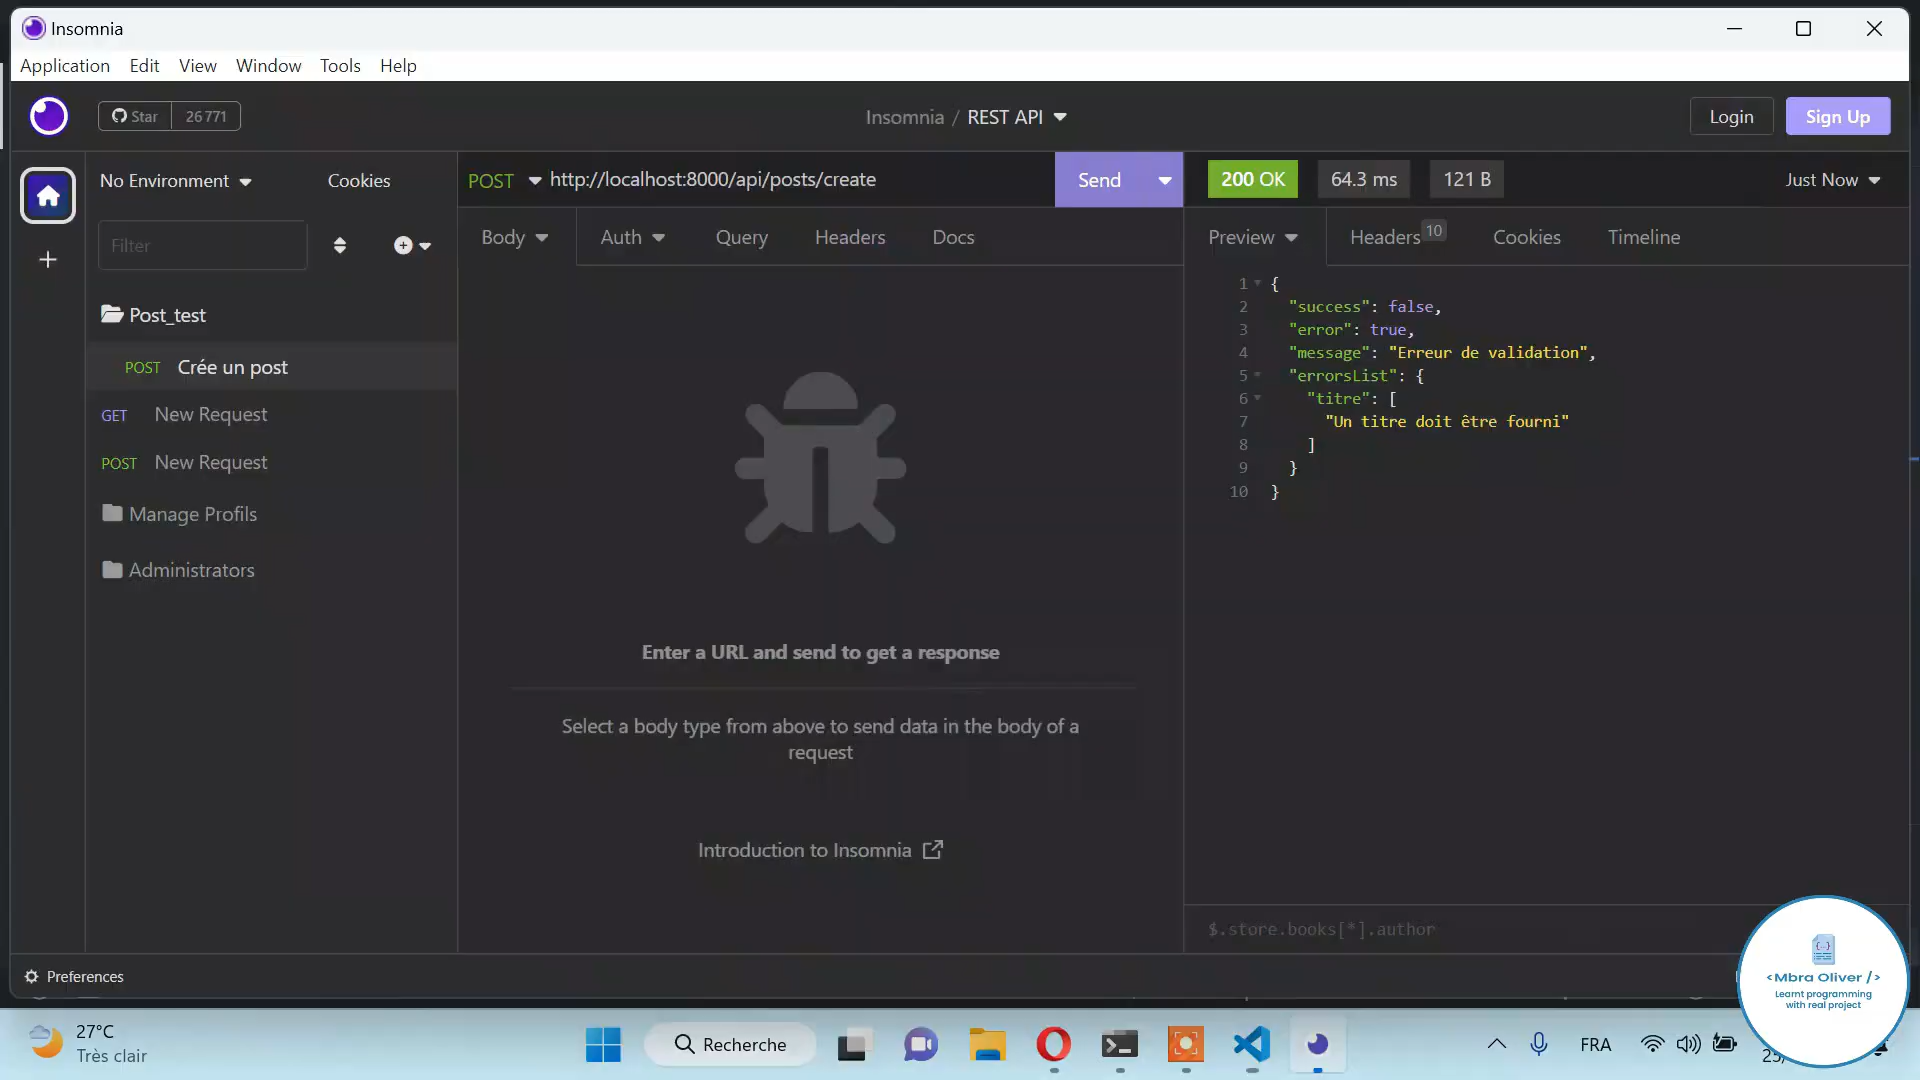 Insomnia
Application Edit View Window Tools Help
Star 26 771
Insomnia / REST API
Login
Sign Up
No Environment
Cookies
POST http://localhost:8000/api/posts/create
Send
200 OK
64.3 ms
121 B
Just Now
Filter
Body Auth Query Headers Docs
Preview Headers 10 Cookies Timeline
Post_test
POST Crée un post
GET New Request
POST New Request
Manage Profils
Administrators
Enter a URL and send to get a response
Select a body type from above to send data in the body of a
request
Introduction to Insomnia
1 {
2 "success": false,
3 "error": true,
4 "message": "Erreur de validation",
5 "errorsList": {
6 "titre": [
7 "Un titre doit être fourni"
8 ]
9 }
10 }
$.store.books[*].author
Preferences
{..}
<Mbra Oliver />
Learnt programming
with real project
27°C
Très clair
Recherche
FRA